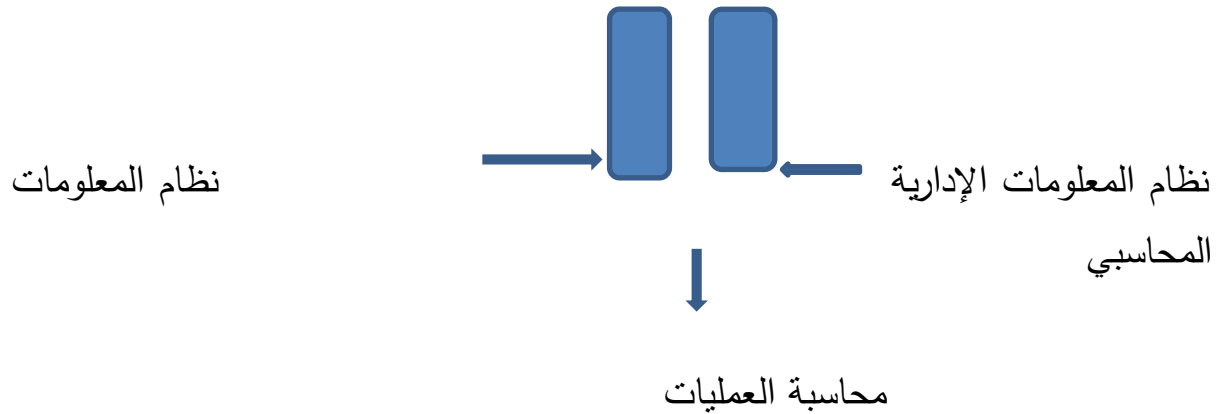 نظام المعلومات الإدارية نظام المعلومات
المحاسبي
محاسبة العمليات